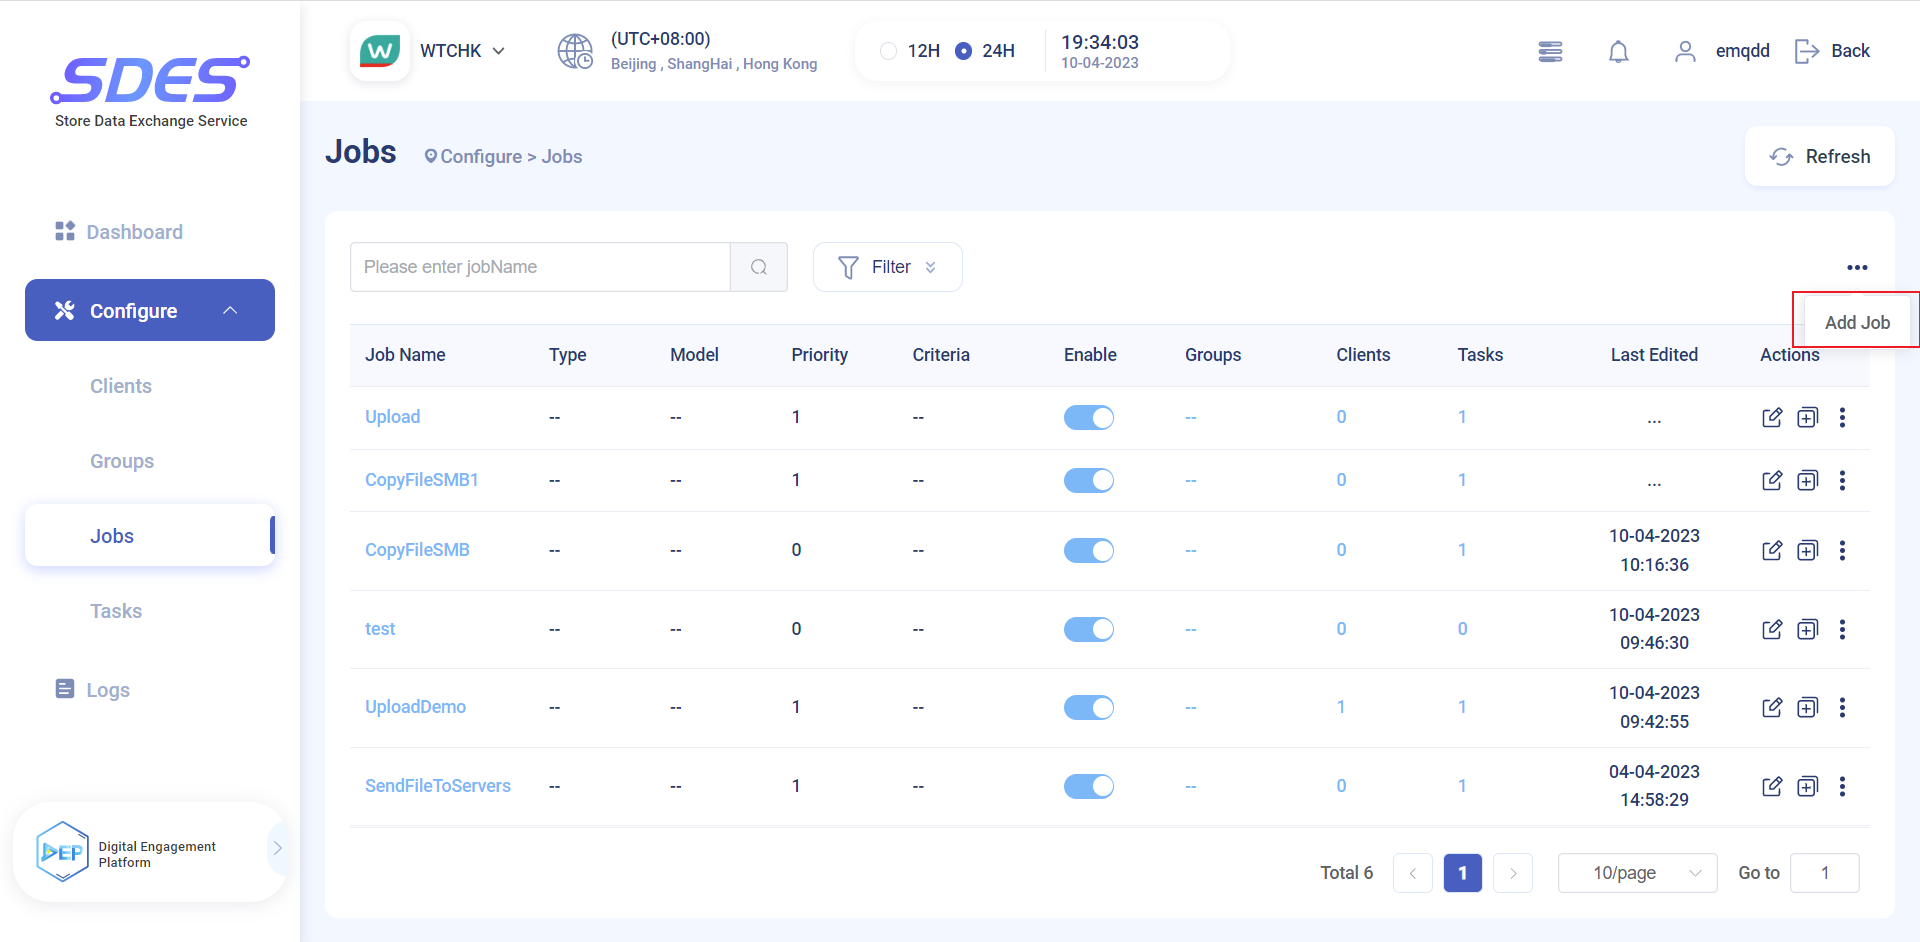 SDES
Store Data Exchange Service
WTCHK
(UTC+08:00)
Beijing , ShangHai , Hong Kong
12H
24H
19:34:03
10-04-2023
emqdd
Back
Jobs
Configure > Jobs
Refresh
Dashboard
Configure
Clients
Groups
Jobs
Tasks
Logs
DEP
Digital Engagement
Platform
Please enter jobName
Filter
Add Job
Job Name Type Model Priority Criteria Enable Groups Clients Tasks Last Edited Actions
Upload -- -- 1 -- -- 0 1 ...
CopyFileSMB1 -- -- 1 -- -- 0 1 ...
CopyFileSMB -- -- 0 -- -- 0 1 10-04-2023
10:16:36
test -- -- 0 -- -- 0 0 10-04-2023
09:46:30
UploadDemo -- -- 1 -- -- 1 1 10-04-2023
09:42:55
SendFileToServers -- -- 1 -- -- 0 1 04-04-2023
14:58:29
Total 6 < 1 > 10/page Go to 1